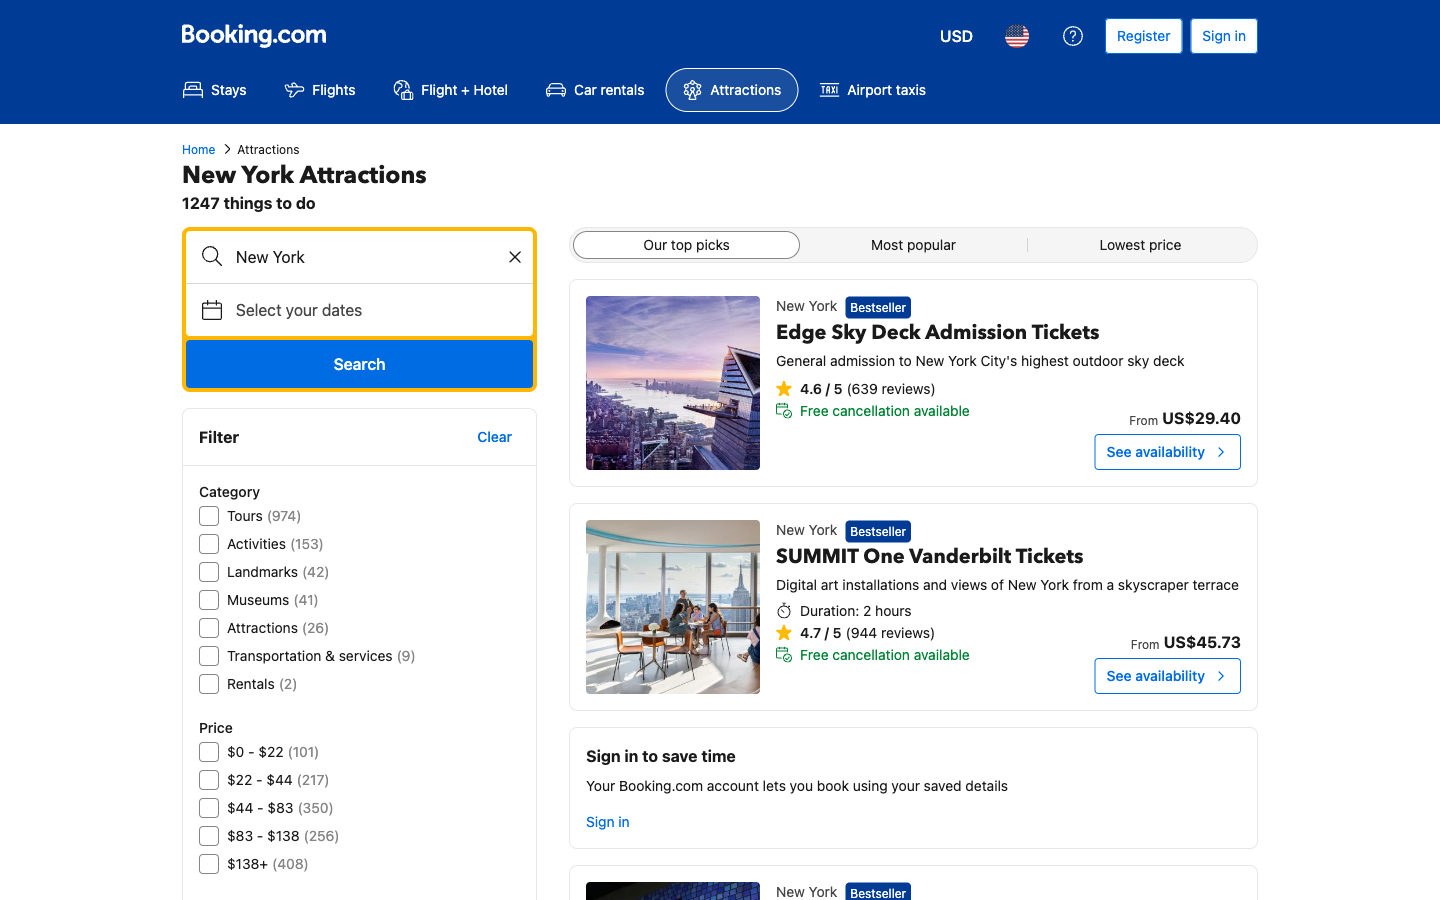 Booking.com
USD
Register
Sign in
Stays
Flights
Flight + Hotel
Car rentals
Attractions
TAXI
Airport taxis
Home
Attractions
New York Attractions
1247 things to do
New York
Select your dates
Search
Filter
Clear
Category
Tours (974)
Activities (153)
Landmarks (42)
Museums (41)
Attractions (26)
Transportation & services (9)
Rentals (2)
Price
$0 - $22 (101)
$22 - $44 (217)
$44 - $83 (350)
$83 - $138 (256)
$138+ (408)
Our top picks
Most popular
Lowest price
New York Bestseller
Edge Sky Deck Admission Tickets
General admission to New York City's highest outdoor sky deck
4.6 / 5 (639 reviews)
Free cancellation available
From US$29.40
See availability
New York Bestseller
SUMMIT One Vanderbilt Tickets
Digital art installations and views of New York from a skyscraper terrace
Duration: 2 hours
4.7 / 5 (944 reviews)
Free cancellation available
From US$45.73
See availability
Sign in to save time
Your Booking.com account lets you book using your saved details
Sign in
New York Bestseller